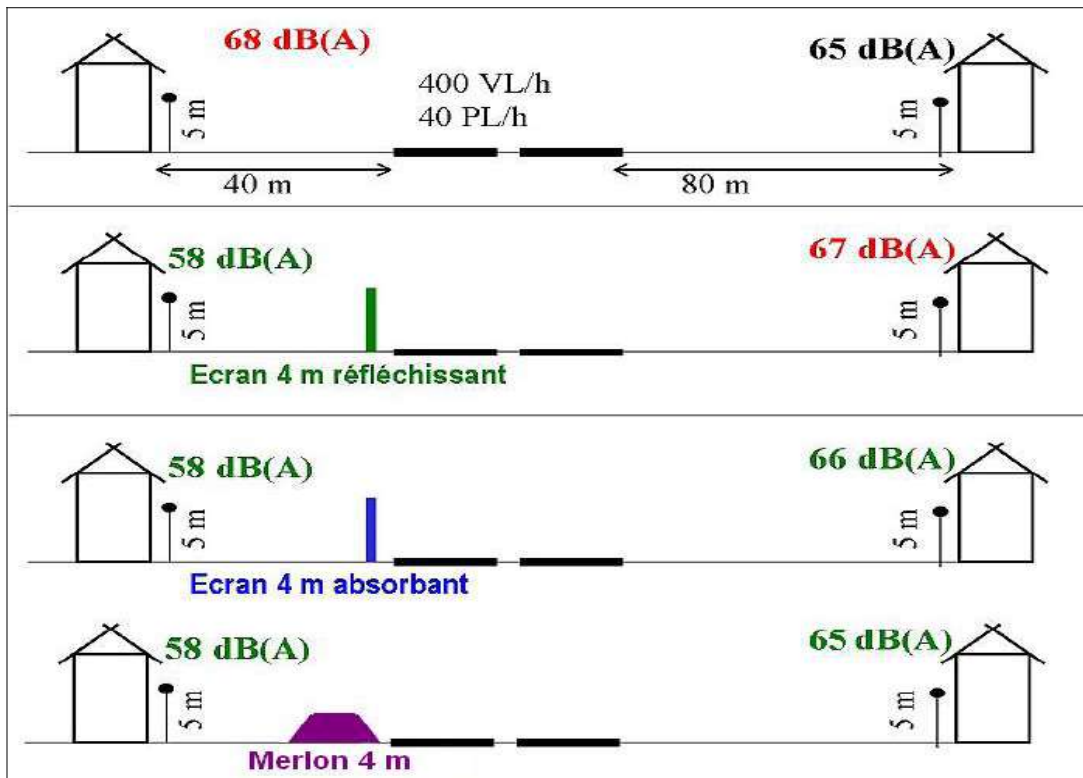 68 dB(A)
65 dB(A)
400 VL/h
40 PL/h
5 m
5 m
40 m
80 m
58 dB(A)
67 dB(A)
5 m
5 m
Ecran 4 m réfléchissant
58 dB(A)
66 dB(A)
5 m
5 m
Ecran 4 m absorbant
58 dB(A)
65 dB(A)
5 m
5 m
Merlon 4 m